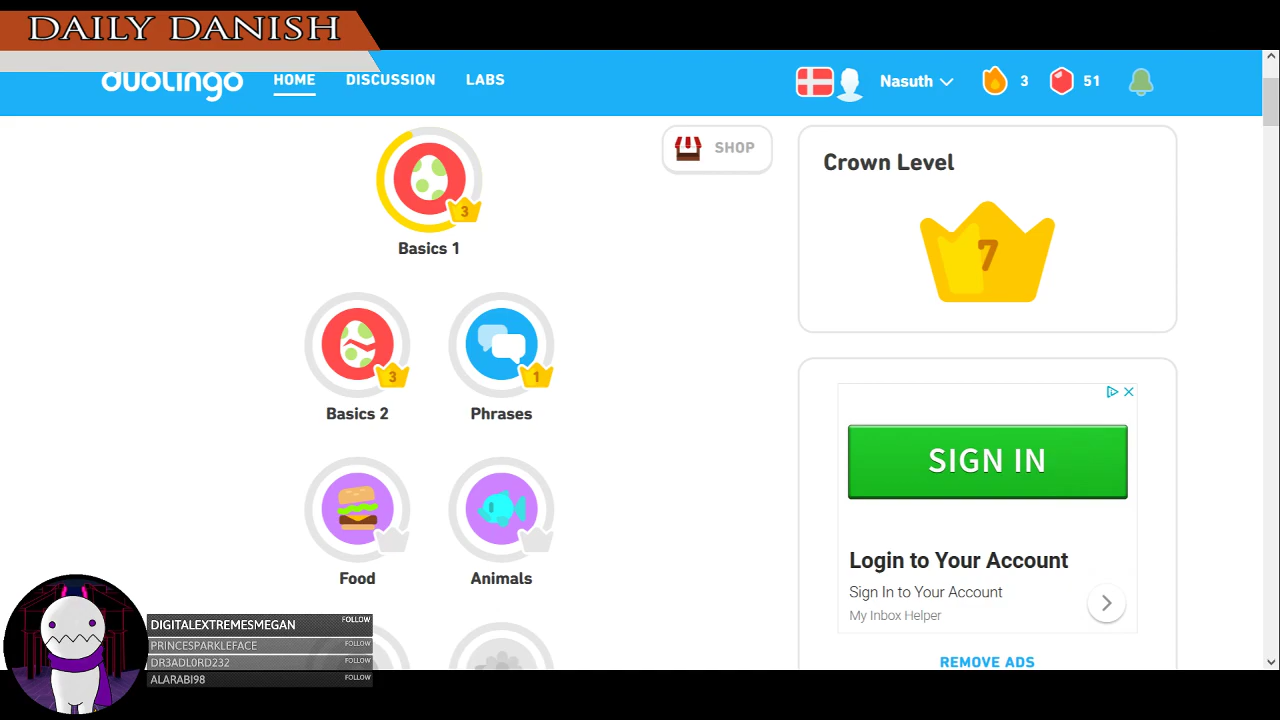 DAILY DANISH
duolingo
HOME
DISCUSSION
LABS
Nasuth
3
51
3
Basics 1
SHOP
Crown Level
7
3
Basics 2
1
Phrases
Food
Animals
SIGN IN
Login to Your Account
Sign In to Your Account
My Inbox Helper
REMOVE ADS
DIGITALEXTREMESMEGAN FOLLOW
PRINCESPARKLEFACE FOLLOW
DR3ADL0RD232 FOLLOW
ALARABI98 FOLLOW